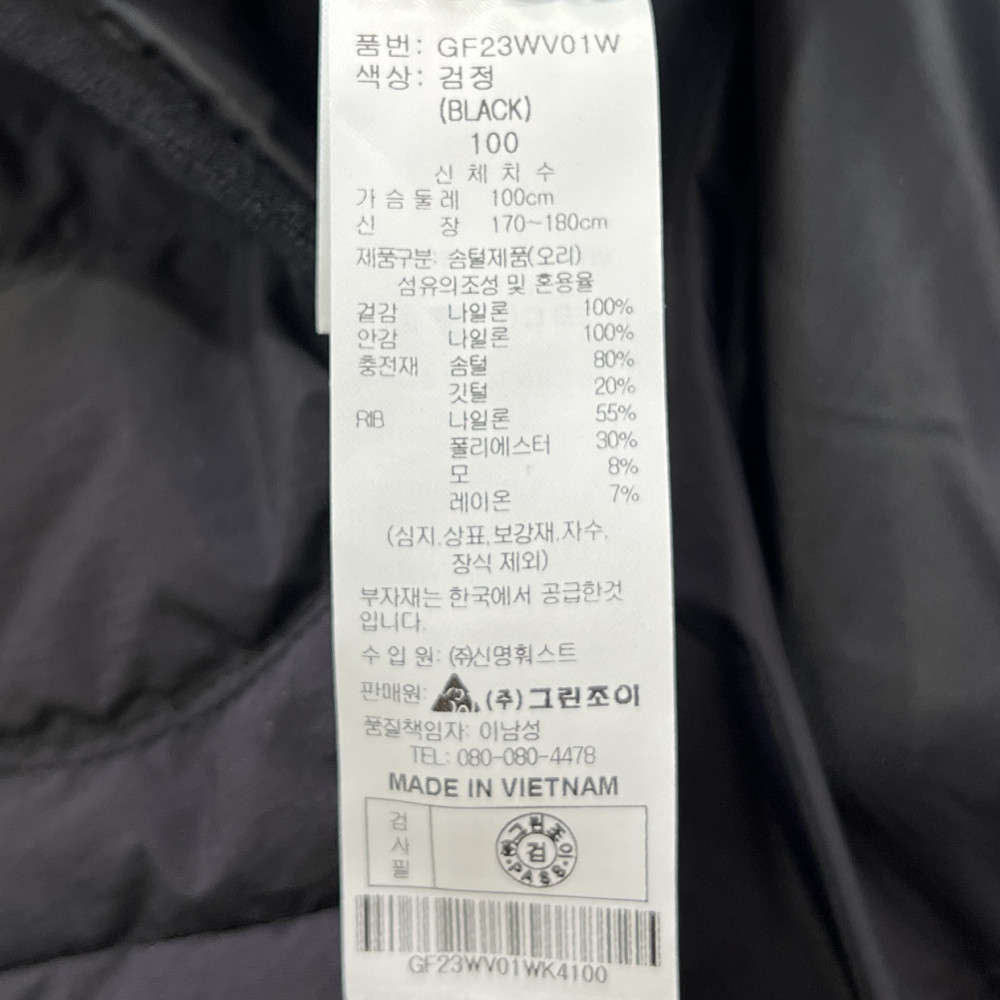 품번: GF23WV01W
색상: 검정
(BLACK)
100
신 체 치 수
가 슴 둘 레 100cm
신 장 170~180cm
제품구분: 솜털제품(오리)
섬유의조성 및 혼용율
겉감 나일론 100%
안감 나일론 100%
충전재 솜털 80%
깃털 20%
RIB 나일론 55%
폴리에스터 30%
모 8%
레이온 7%
(심지,상표,보강재,자수,
장식 제외)
부자재는 한국에서 공급한것
입니다.
수 입 원: (주)신명훠스트
판매원: (주)그린조이
품질책임자: 이남성
TEL: 080-080-4478
MADE IN VIETNAM
검사필
그린조이
검
PASS
GF23WV01WK4100